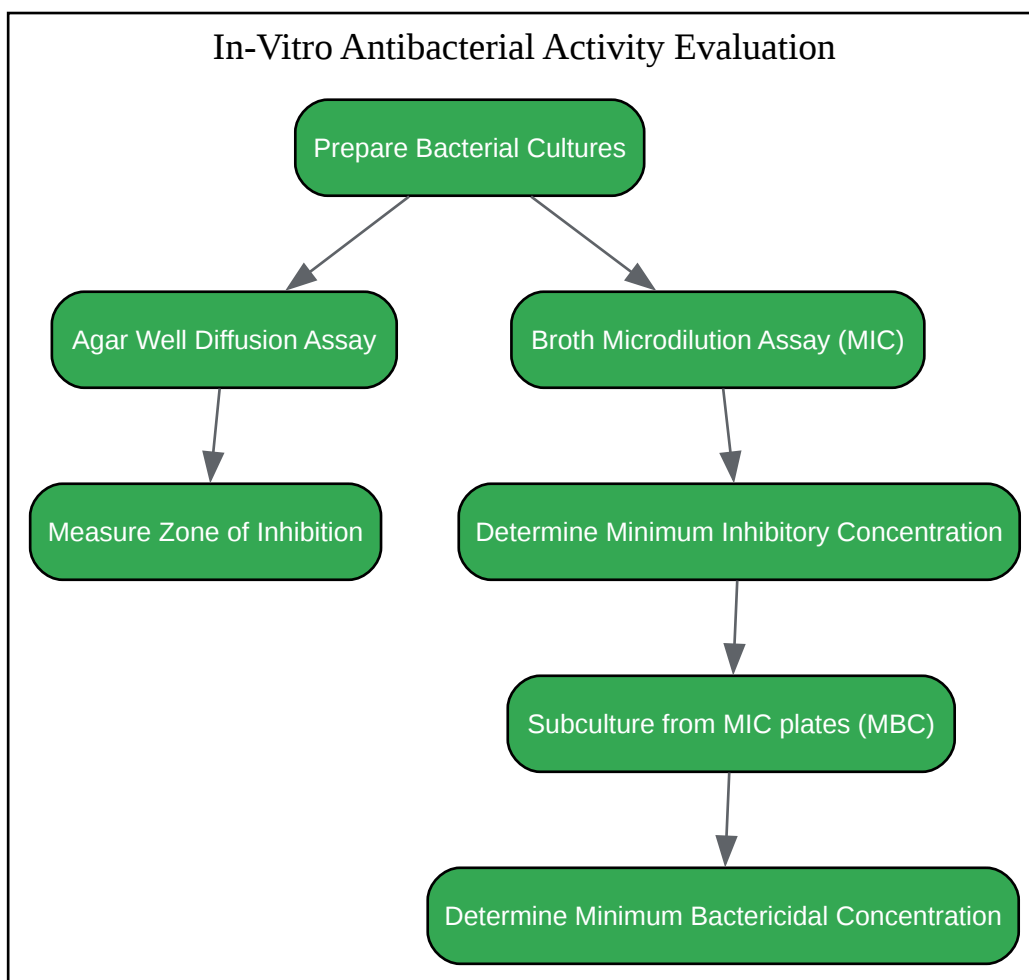 In-Vitro Antibacterial Activity Evaluation
Prepare Bacterial Cultures
Agar Well Diffusion Assay
Broth Microdilution Assay (MIC)
Measure Zone of Inhibition
Determine Minimum Inhibitory Concentration
Subculture from MIC plates (MBC)
Determine Minimum Bactericidal Concentration